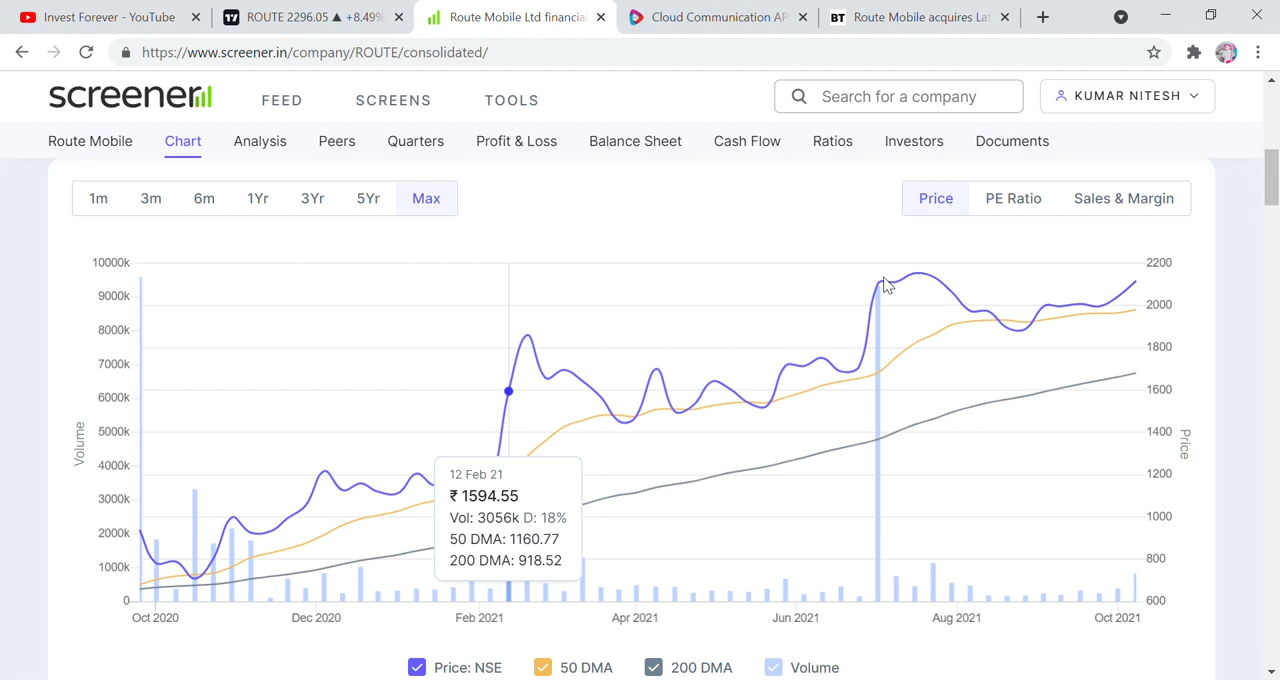 Invest Forever - YouTube
ROUTE 2296.05 ▲ +8.49%
Route Mobile Ltd financia
Cloud Communication AP
BT Route Mobile acquires Lat
https://www.screener.in/company/ROUTE/consolidated/
screener
FEED SCREENS TOOLS
Search for a company
KUMAR NITESH
Route Mobile Chart Analysis Peers Quarters Profit & Loss Balance Sheet Cash Flow Ratios Investors Documents
1m 3m 6m 1Yr 3Yr 5Yr Max
Price PE Ratio Sales & Margin
10000k 2200
9000k 2000
8000k 1800
7000k 1600
6000k 1400
5000k 1200
4000k 1000
3000k 800
2000k 600
1000k
0
Volume
Price
12 Feb 21
₹ 1594.55
Vol: 3056k D: 18%
50 DMA: 1160.77
200 DMA: 918.52
Oct 2020 Dec 2020 Feb 2021 Apr 2021 Jun 2021 Aug 2021 Oct 2021
Price: NSE 50 DMA 200 DMA Volume